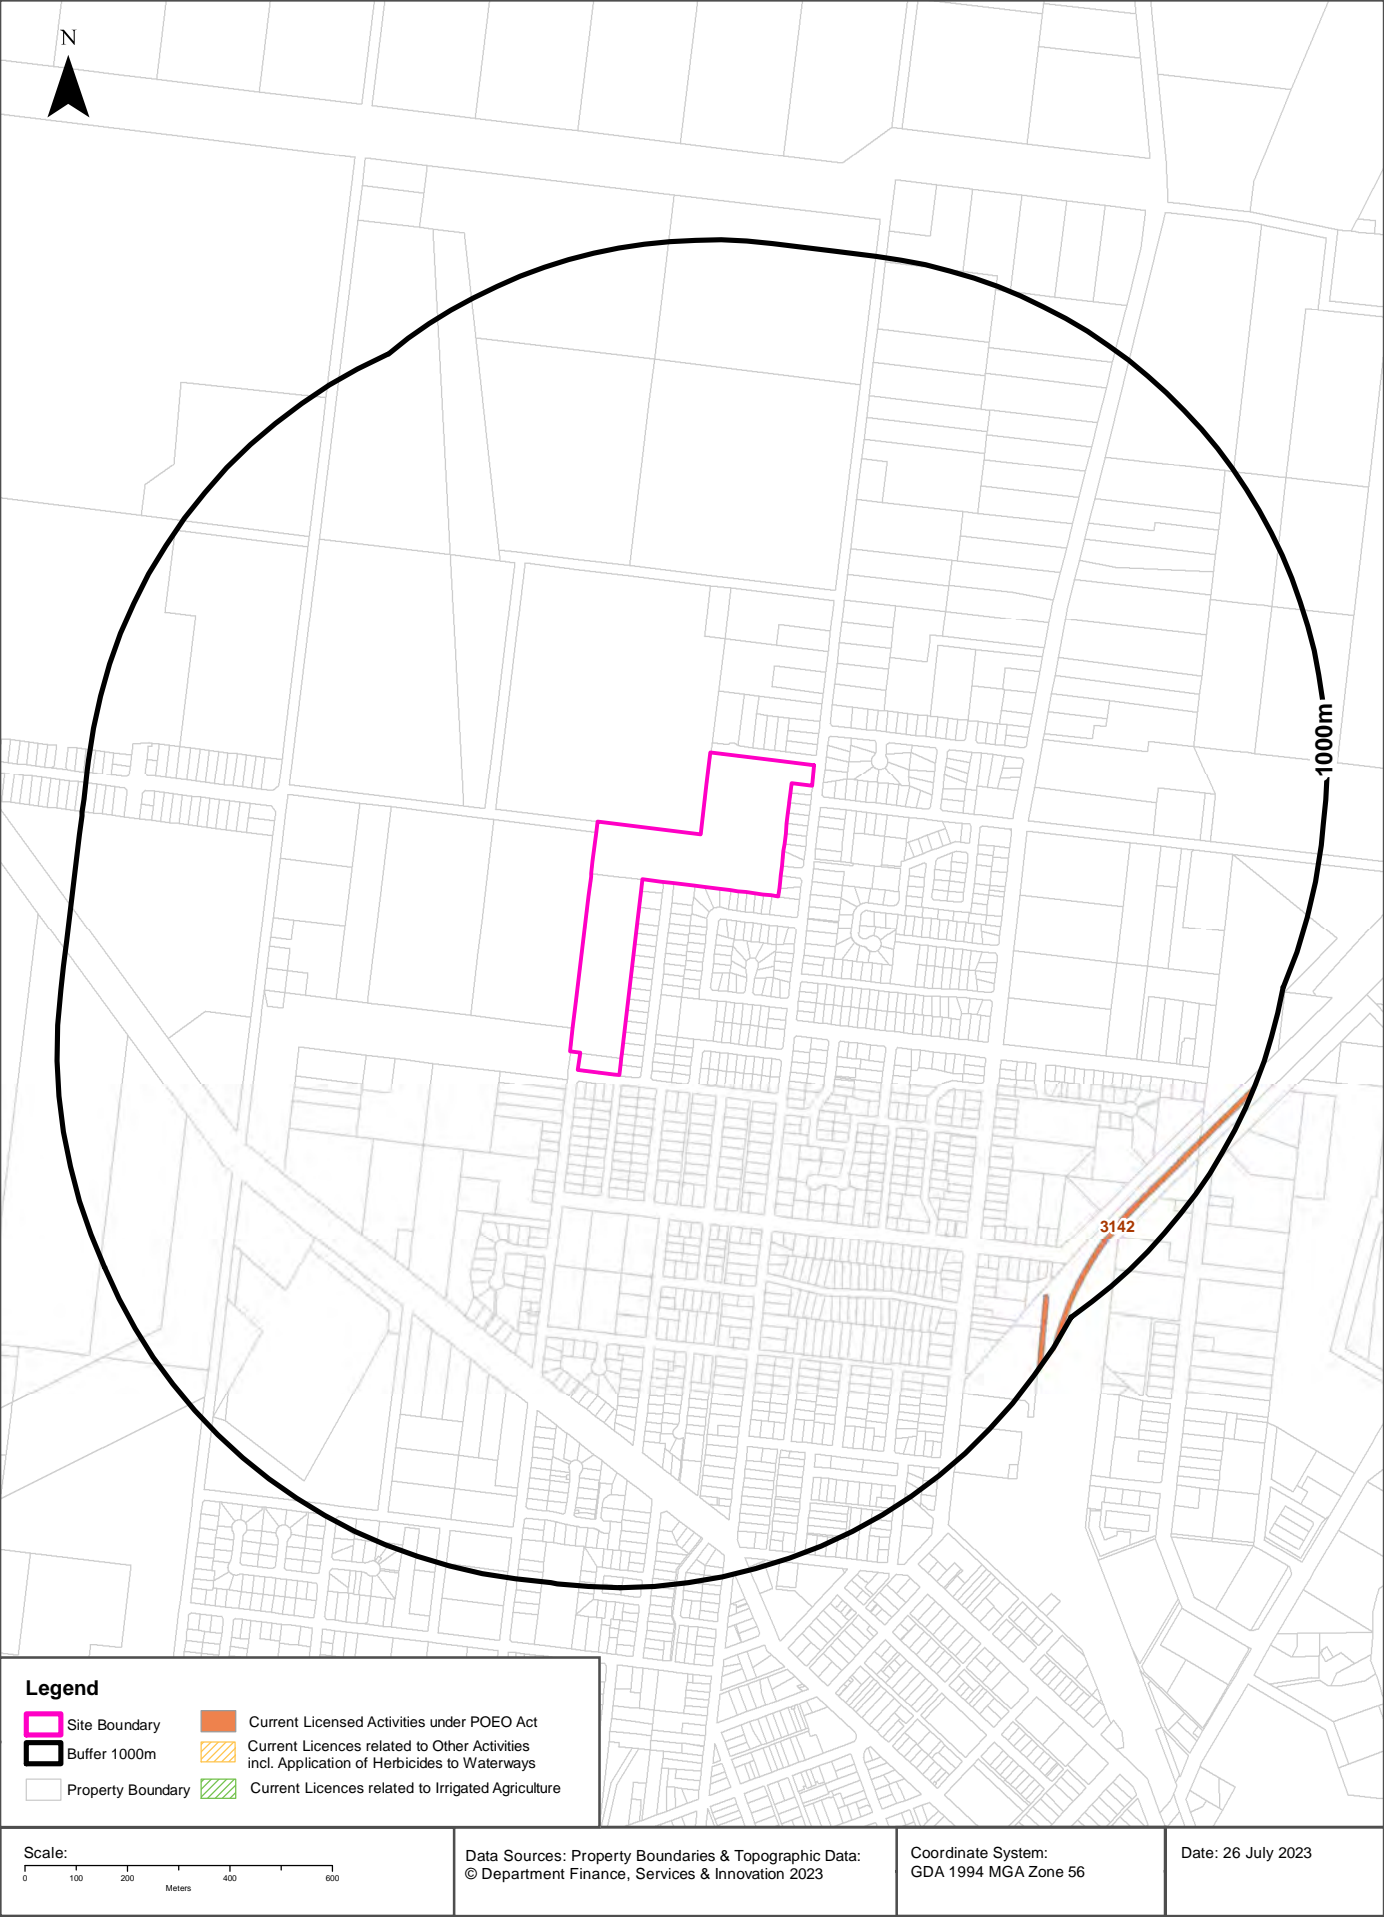 N
1000m
3142
Legend
Site Boundary
Buffer 1000m
Property Boundary
Current Licensed Activities under POEO Act
Current Licences related to Other Activities
incl. Application of Herbicides to Waterways
Current Licences related to Irrigated Agriculture
Scale:
0 100 200 400 600
Meters
Data Sources: Property Boundaries & Topographic Data:
© Department Finance, Services & Innovation 2023
Coordinate System:
GDA 1994 MGA Zone 56
Date: 26 July 2023